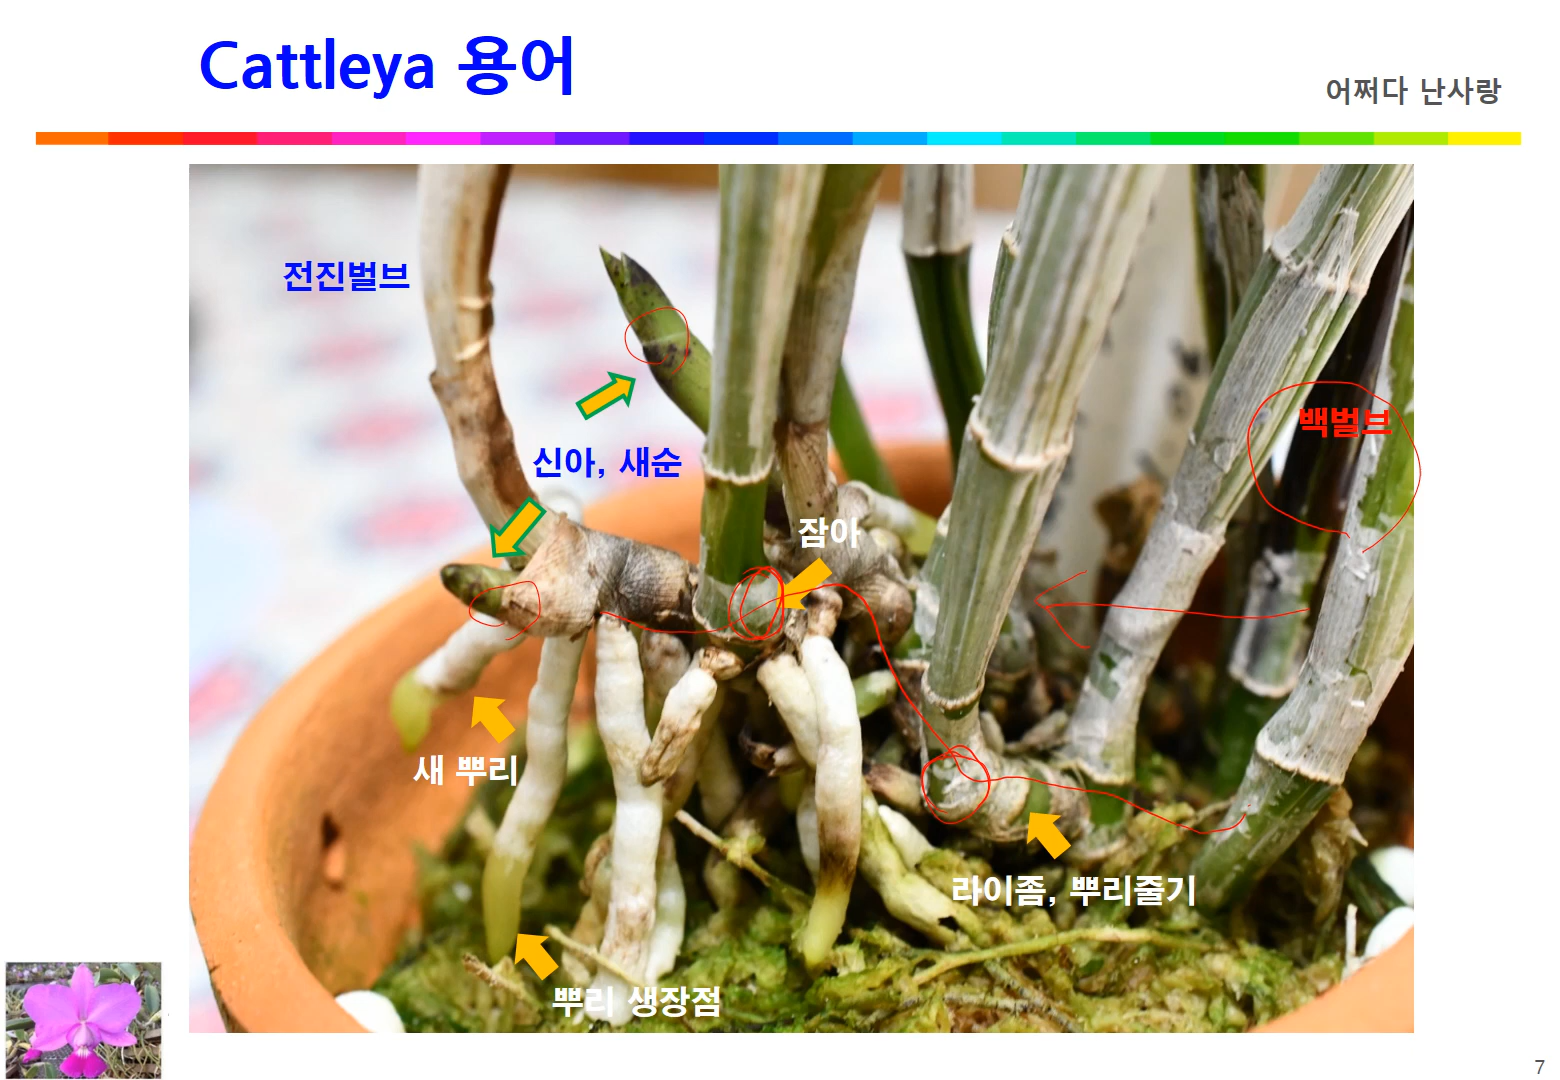 Cattleya 용어
어쩌다 난사랑
전진벌브
백벌브
신아, 새순
잠아
새 뿌리
라이좀, 뿌리줄기
뿌리 생장점
7